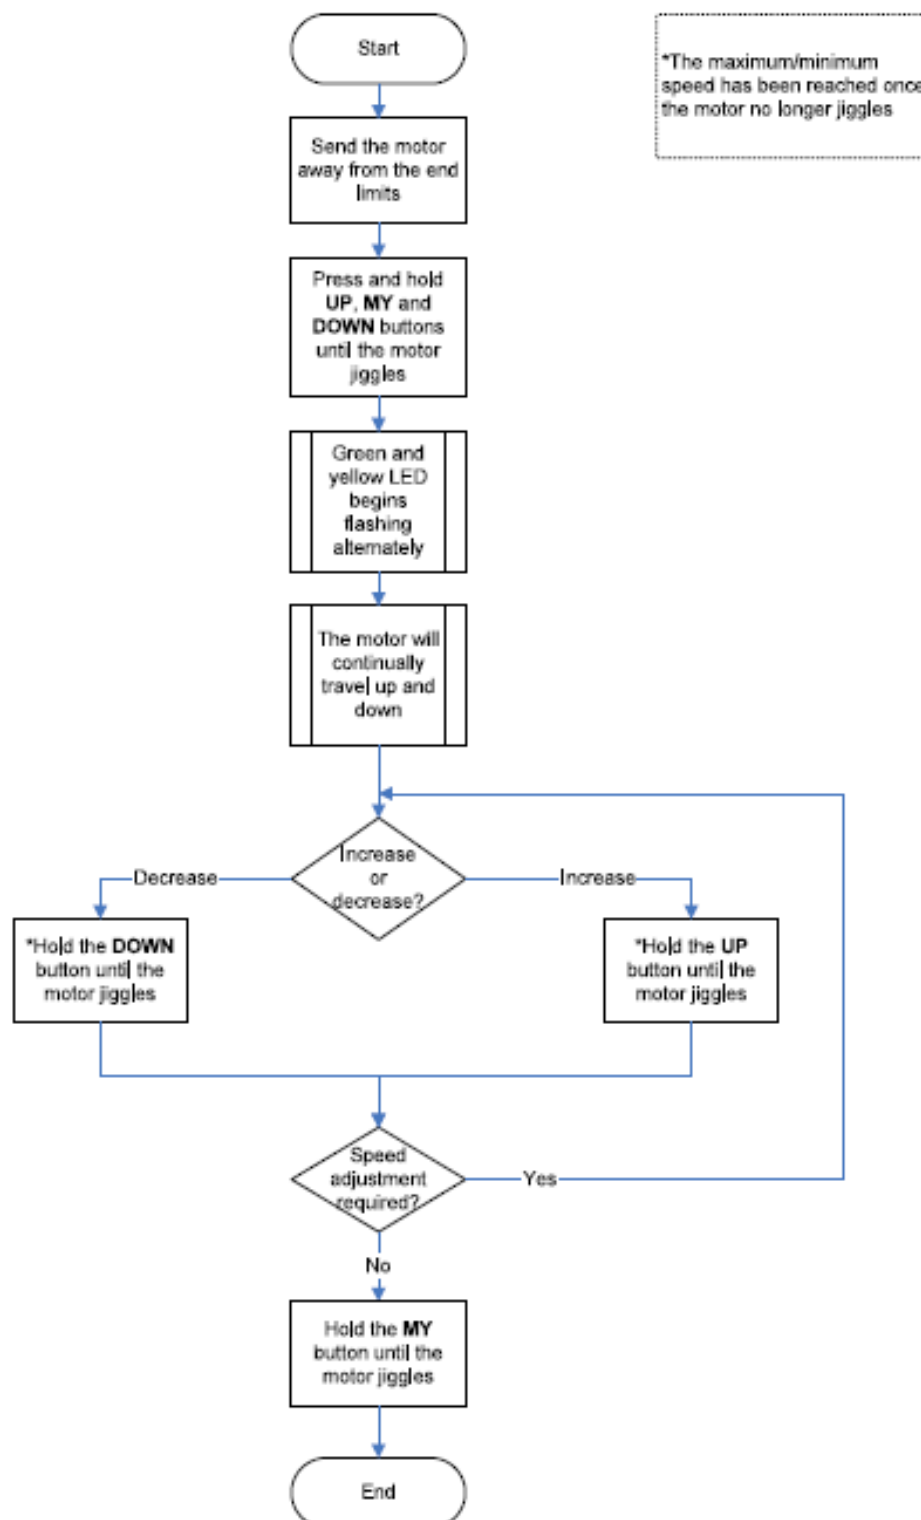 Start
*The maximum/minimum
speed has been reached once
the motor no longer jiggles
Send the motor
away from the end
limits
Press and hold
UP, MY and
DOWN buttons
until the motor
jiggles
Green and
yellow LED
begins
flashing
alternately
The motor will
continually
travel up and
down
Increase
or
decrease?
Decrease
Increase
*Hold the DOWN
button until the
motor jiggles
*Hold the UP
button until the
motor jiggles
Speed
adjustment
required?
Yes
No
Hold the MY
button until the
motor jiggles
End